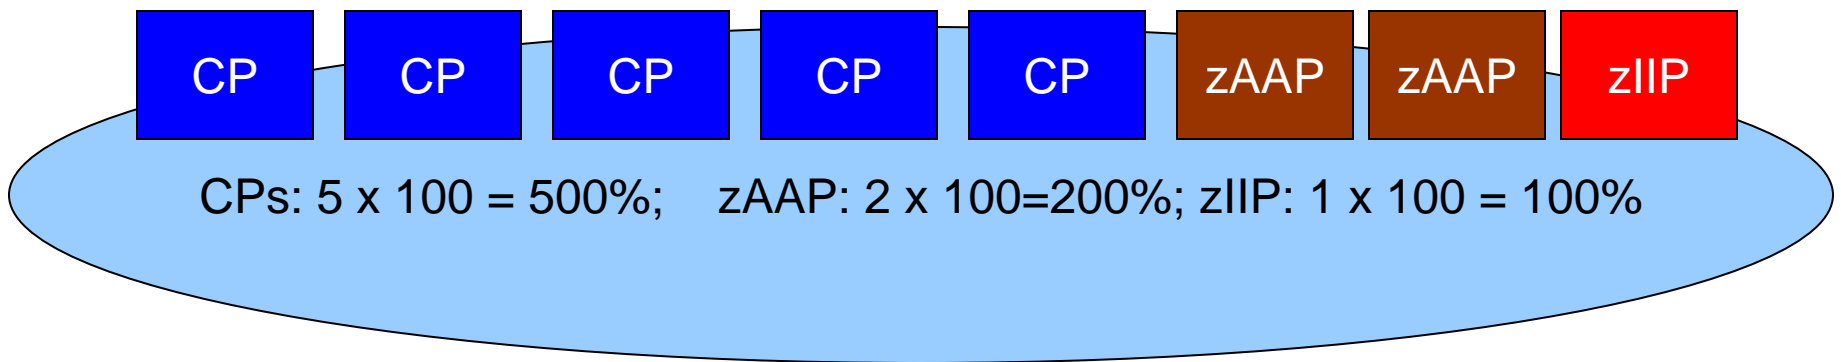 CP CP CP CP CP zAAP zAAP zIIP
CPs: 5 x 100 = 500%; zAAP: 2 x 100=200%; zIIP: 1 x 100 = 100%